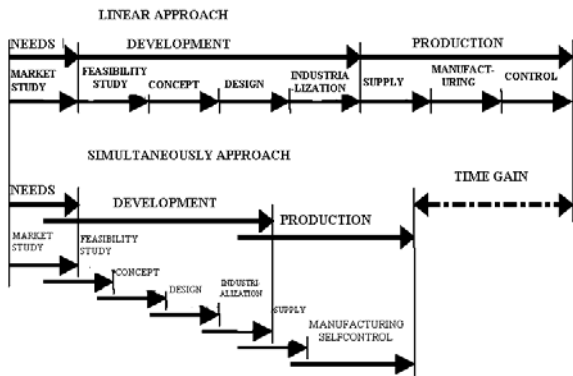 LINEAR APPROACH
NEEDS DEVELOPMENT PRODUCTION
MARKET STUDY FEASIBILITY STUDY CONCEPT DESIGN INDUSTRIA LIZATION SUPPLY MANUFACT- URING CONTROL
SIMULTANEOUSLY APPROACH
TIME GAIN
NEEDS
DEVELOPMENT
PRODUCTION
MARKET
STUDY
FEASIBILITY
STUDY
CONCEPT
DESIGN
INDUSTRI-
ALIZATION
SUPPLY
MANUFACTURING
SELFCONTROL